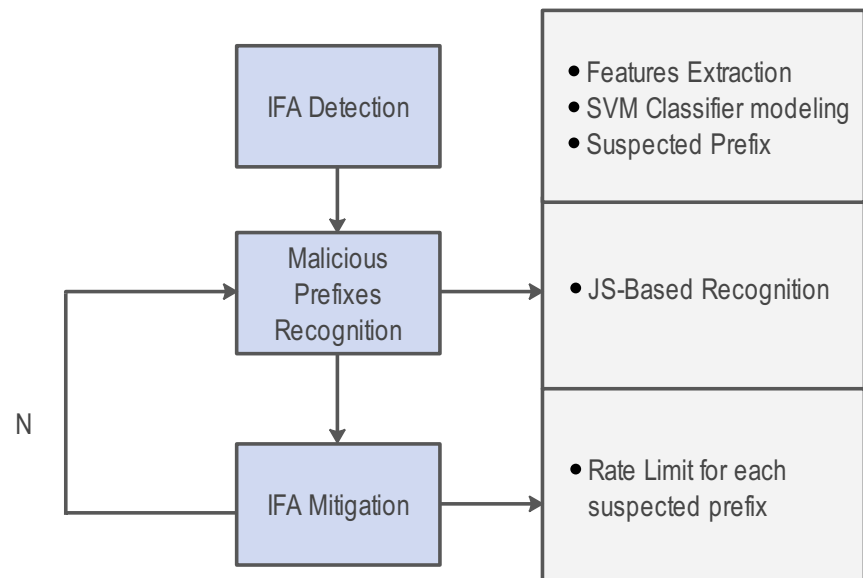 IFA Detection
• Features Extraction
• SVM Classifier modeling
• Suspected Prefix
Malicious
Prefixes
Recognition
• JS-Based Recognition
N
IFA Mitigation
• Rate Limit for each
suspected prefix